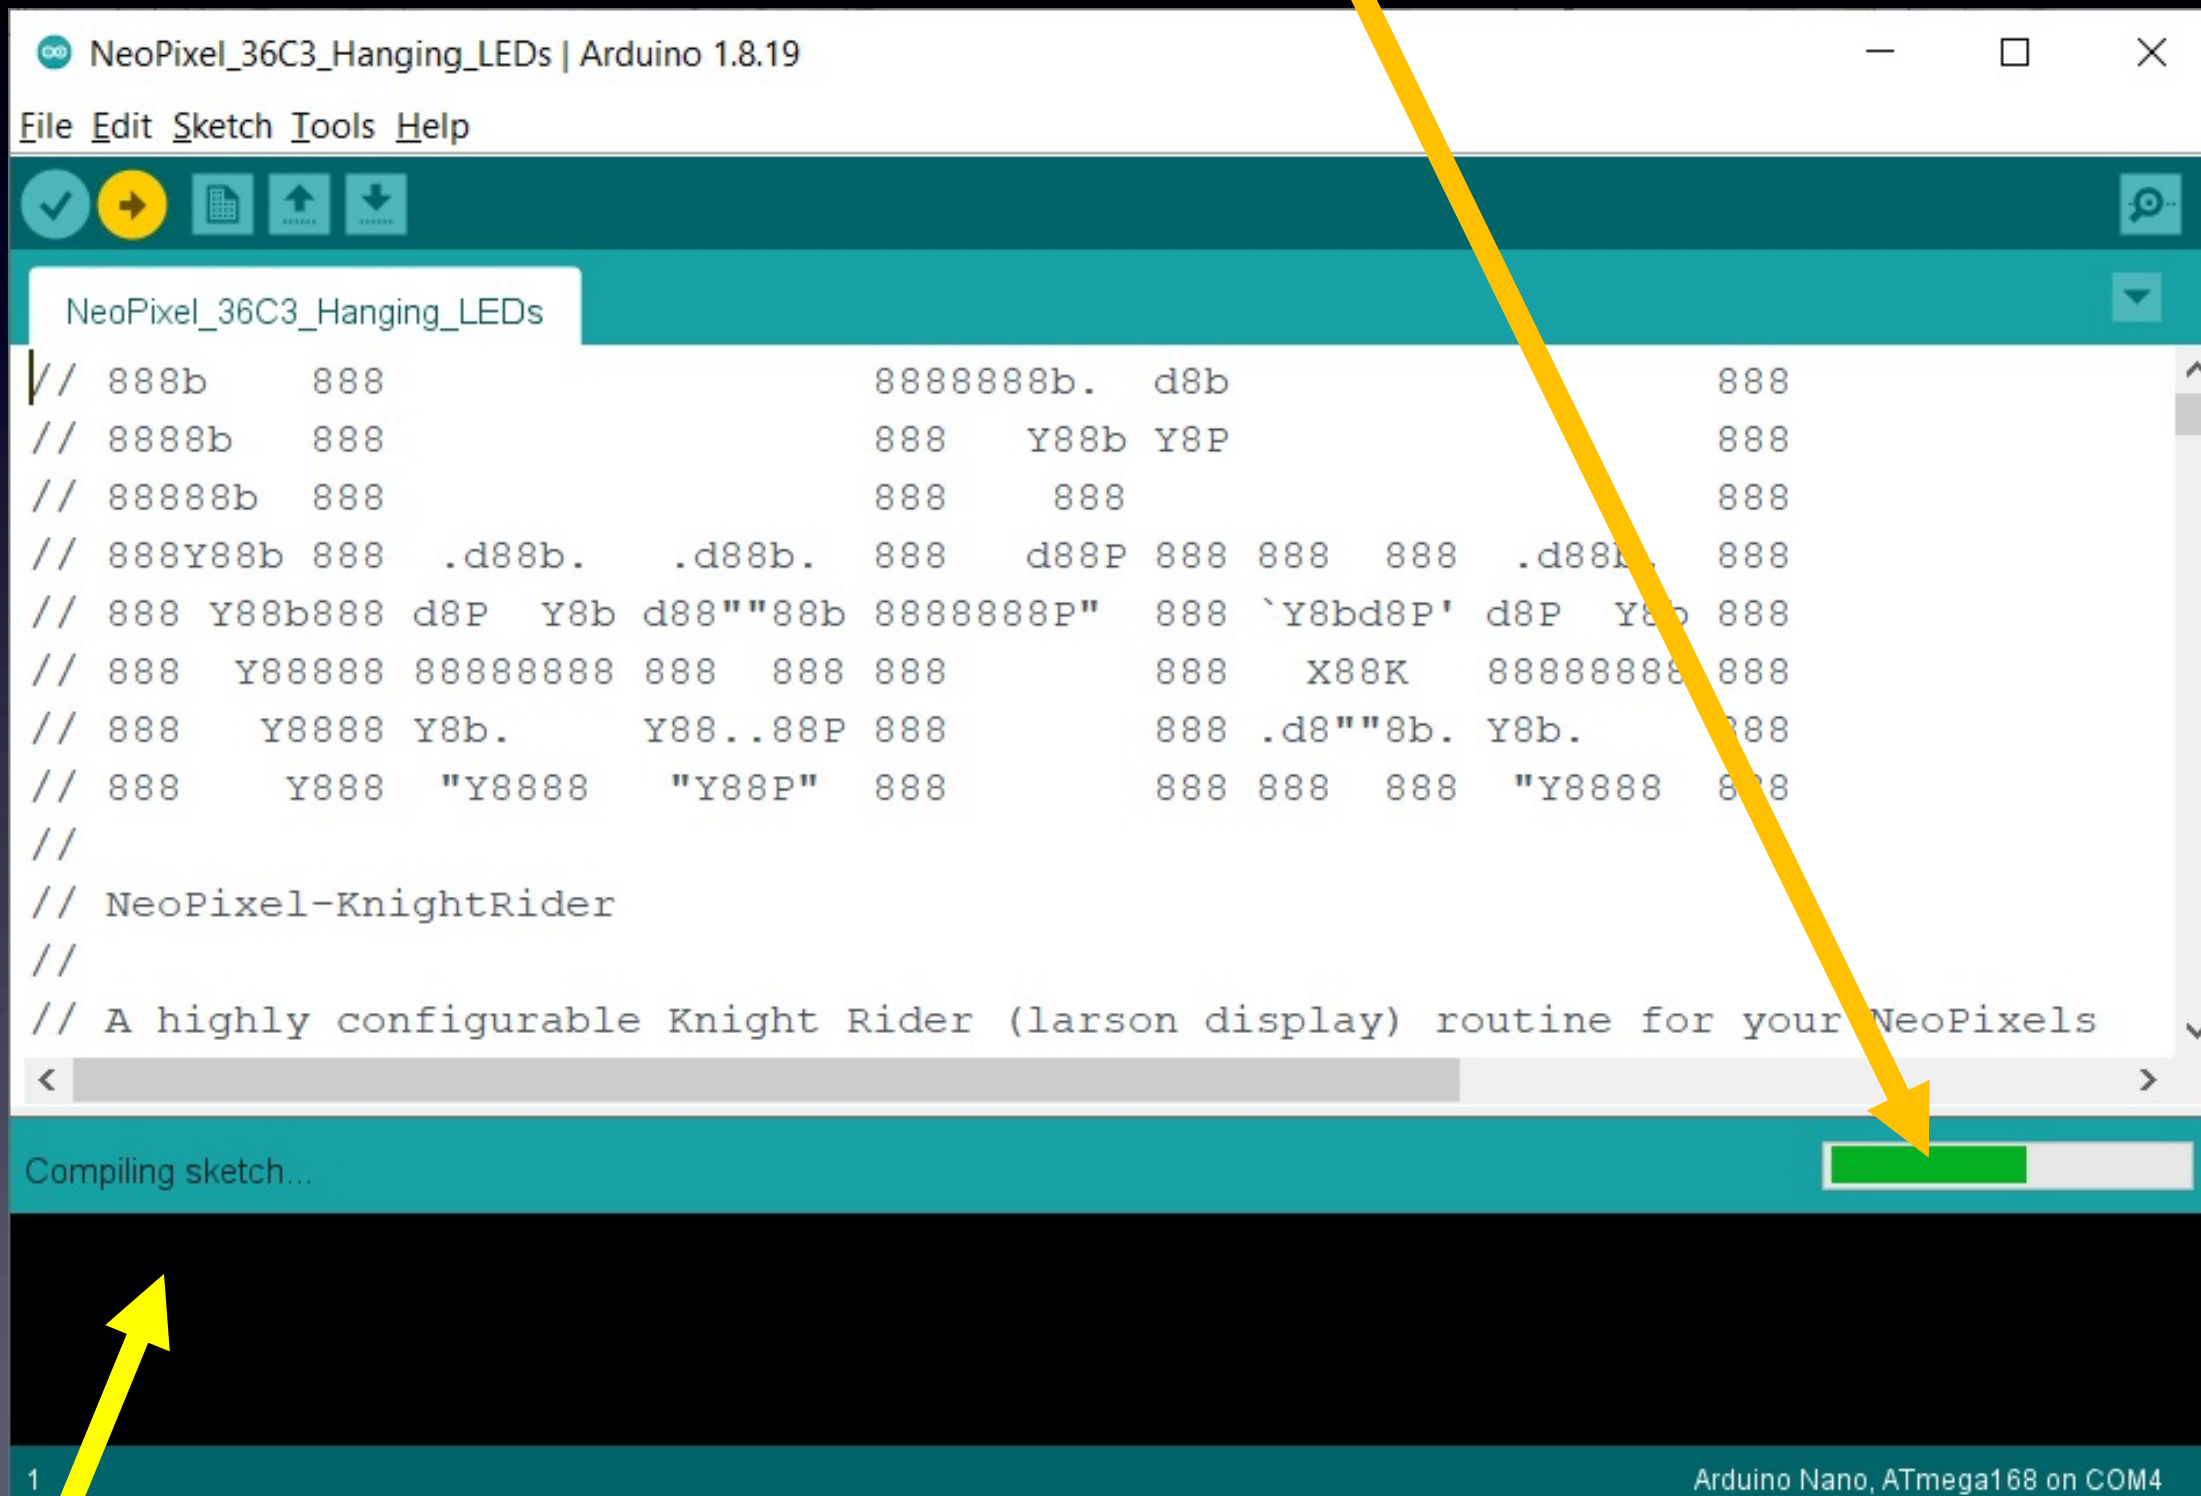 NeoPixel_36C3_Hanging_LEDs | Arduino 1.8.19
File Edit Sketch Tools Help
NeoPixel_36C3_Hanging_LEDs
// 888b    888                   8888888b.  d8b                   888
// 8888b   888                   888   Y88b Y8P                   888
// 88888b  888                   888    888                       888
// 888Y88b 888  .d88b.   .d88b.  888   d88P 888 888  888  .d88b.  888
// 888 Y88b888 d8P  Y8b d88""88b 8888888P"  888 `Y8bd8P' d8P  Y8b 888
// 888  Y88888 88888888 888  888 888        888   X88K   88888888 888
// 888   Y8888 Y8b.     Y88..88P 888        888 .d8""8b. Y8b.     888
// 888    Y888  "Y8888   "Y88P"  888        888 888  888  "Y8888  888
//
// NeoPixel-KnightRider
//
// A highly configurable Knight Rider (larson display) routine for your NeoPixels
Compiling sketch...
1 Arduino Nano, ATmega168 on COM4